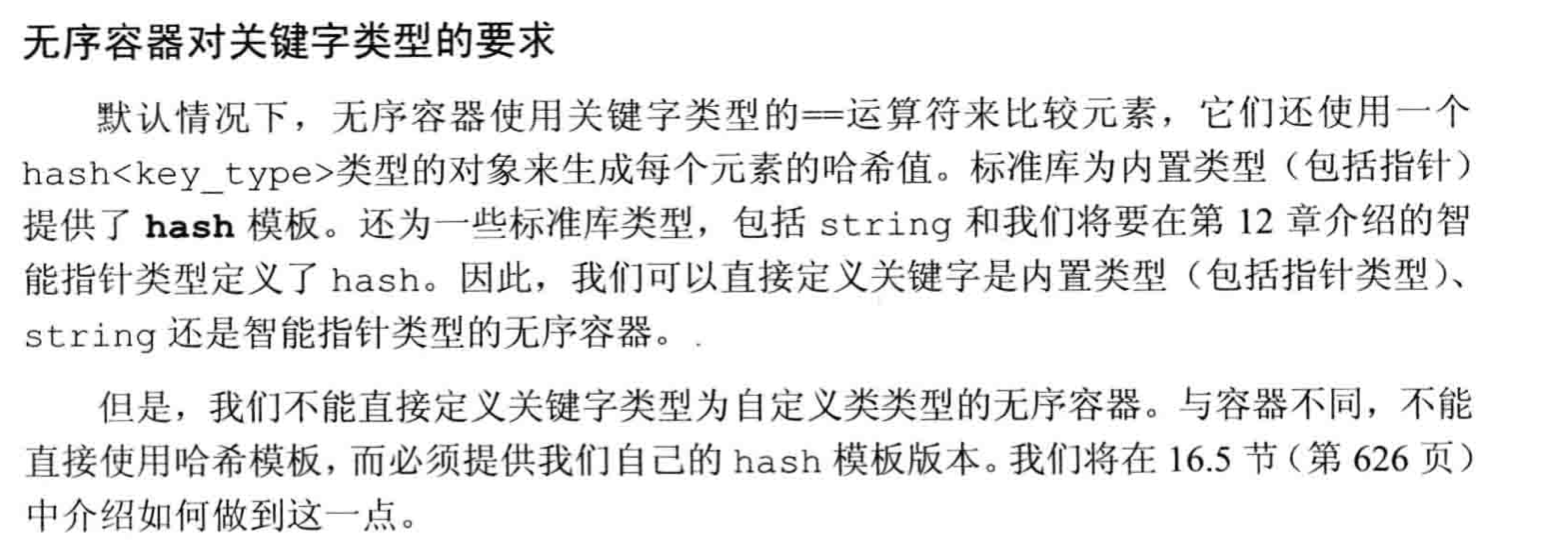 无序容器对关键字类型的要求
默认情况下，无序容器使用关键字类型的==运算符来比较元素，它们还使用一个
hash<key_type>类型的对象来生成每个元素的哈希值。标准库为内置类型（包括指针）
提供了 hash 模板。还为一些标准库类型，包括 string 和我们将要在第 12 章介绍的智
能指针类型定义了 hash。因此，我们可以直接定义关键字是内置类型（包括指针类型）、
string 还是智能指针类型的无序容器。
但是，我们不能直接定义关键字类型为自定义类类型的无序容器。与容器不同，不能
直接使用哈希模板，而必须提供我们自己的 hash 模板版本。我们将在 16.5 节（第 626 页）
中介绍如何做到这一点。